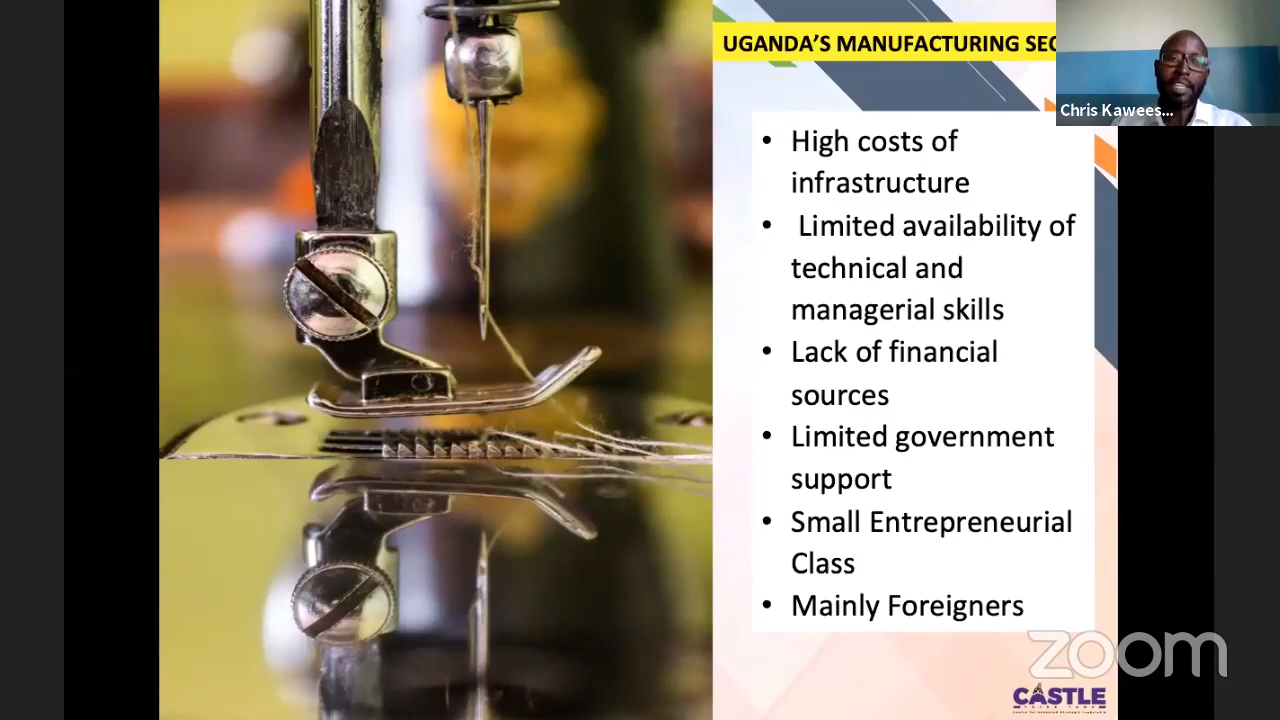 UGANDA'S MANUFACTURING SEC
Chris Kawees...
• High costs of
infrastructure
• Limited availability of
technical and
managerial skills
• Lack of financial
sources
• Limited government
support
• Small Entrepreneurial
Class
• Mainly Foreigners
zoom
CASTLE